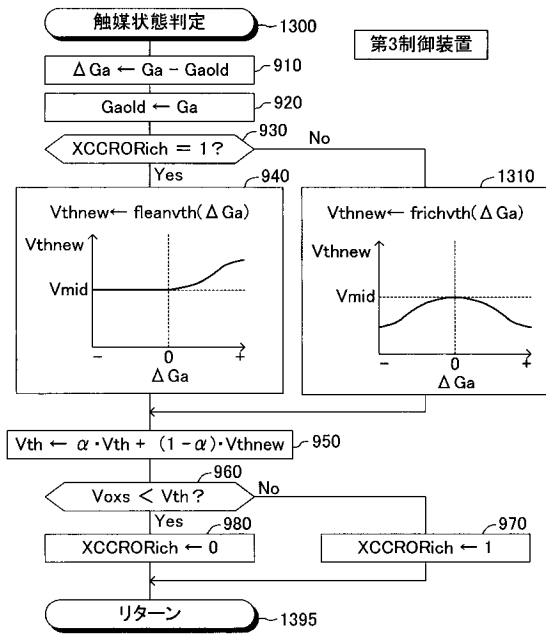 触媒状態判定
1300
第3制御装置
ΔGa ← Ga - Gaold
910
Gaold ← Ga
920
930
XCCRORich = 1?
No
Yes
940
1310
Vthnew← fleanvth(ΔGa)
Vthnew
Vmid
- 0 +
ΔGa
Vthnew← frichvth(ΔGa)
Vthnew
Vmid
- 0 +
ΔGa
Vth ← α・Vth + (1-α)・Vthnew
950
960
Voxs < Vth?
No
Yes
980
970
XCCRORich ← 0
XCCRORich ← 1
リターン
1395